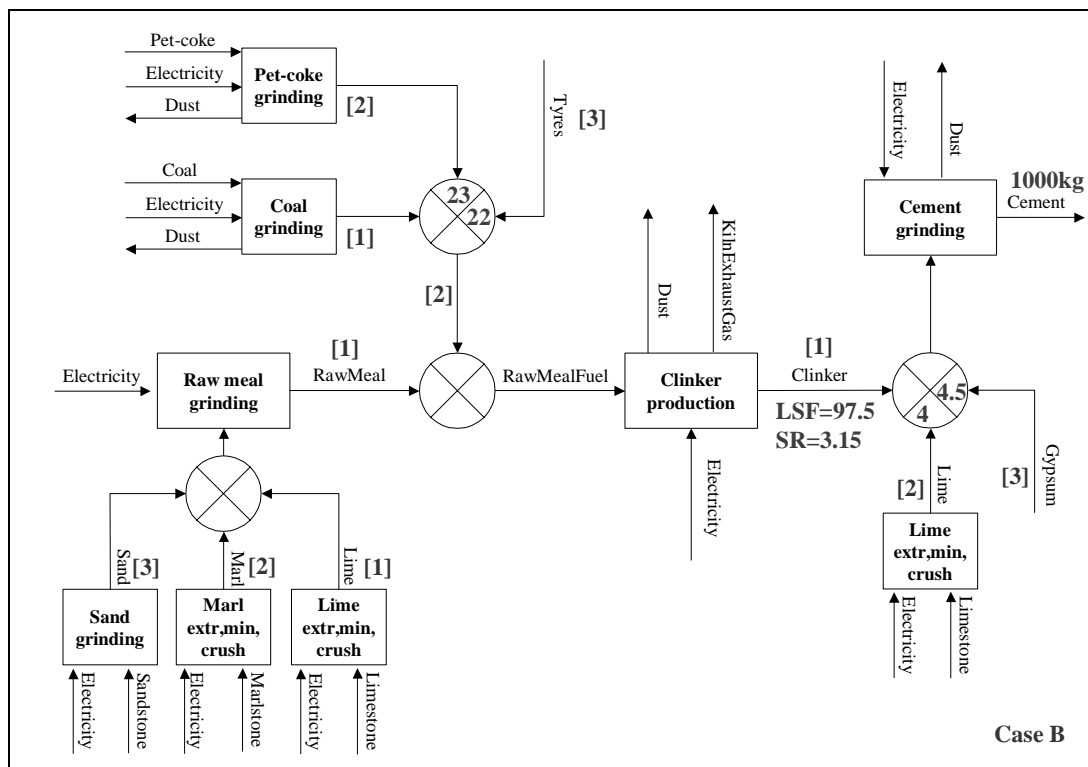 Pet-coke
Electricity
Dust
Pet-coke
grinding
[2]
Tyres
[3]
Coal
Electricity
Dust
Coal
grinding
[1]
23
22
[2]
Electricity
Raw meal
grinding
[1]
RawMeal
RawMealFuel
Dust
KilnExhaustGas
Clinker
production
Electricity
[1]
Clinker
LSF=97.5
SR=3.15
Electricity
Dust
Cement
grinding
1000kg
Cement
4.5
4
[2]
Lime
[3]
Gypsum
Lime
extr,min,
crush
Electricity
Limestone
Sand
[3]
Marl
[2]
Lime
[1]
Sand
grinding
Marl
extr,min,
crush
Lime
extr,min,
crush
Electricity
Sandstone
Electricity
Marlstone
Electricity
Limestone
Case B